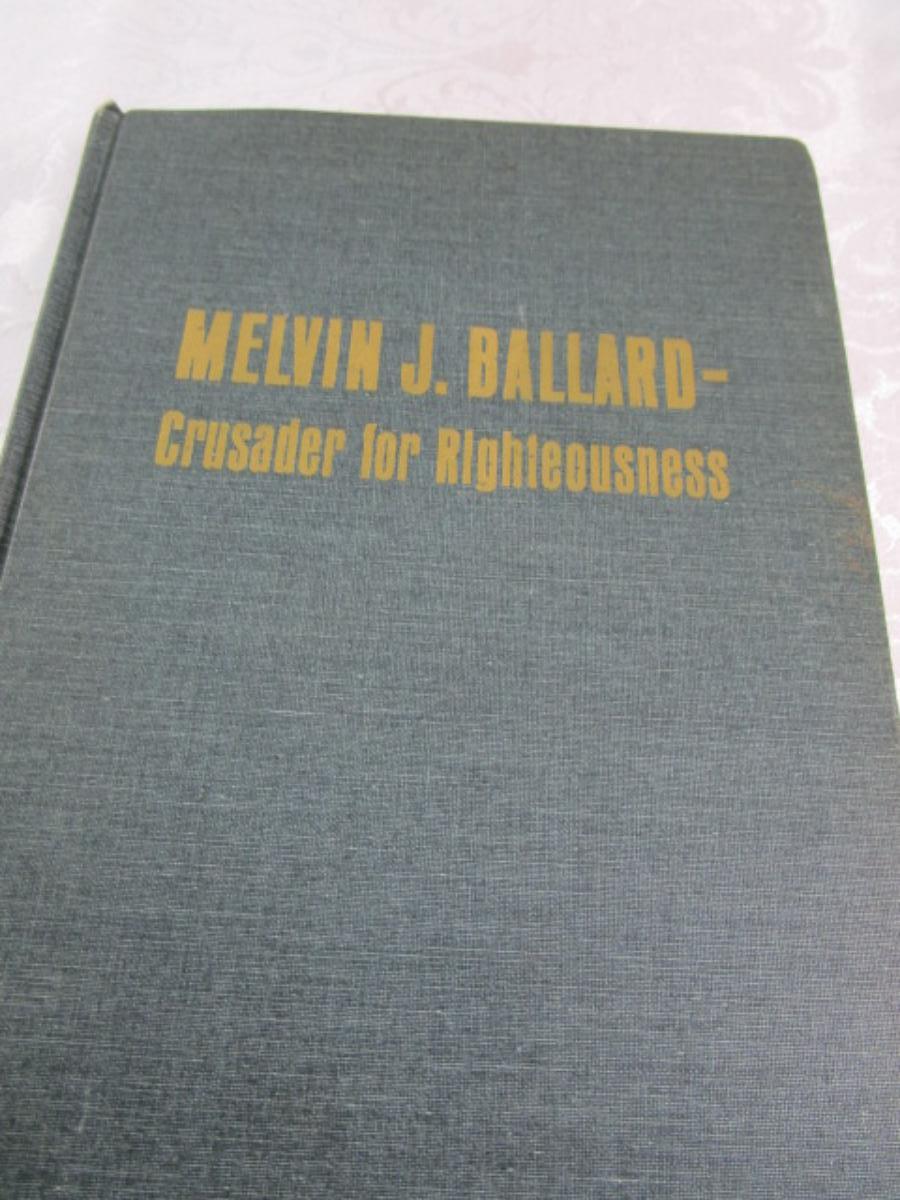 MELVIN J. BALLARD-
Crusader for Righteousness